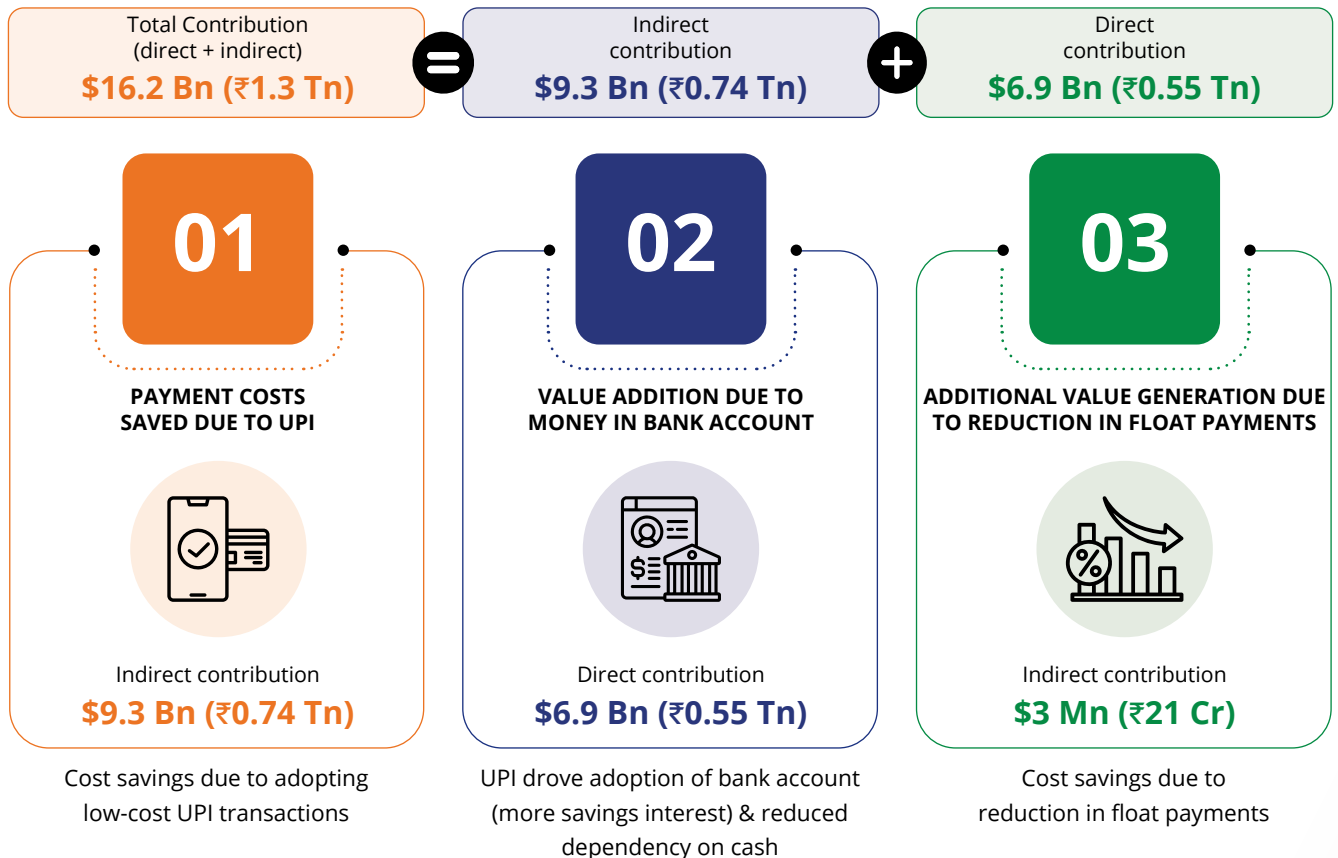 Total Contribution
(direct + indirect)
$16.2 Bn (₹1.3 Tn)
=
Indirect
contribution
$9.3 Bn (₹0.74 Tn)
+
Direct
contribution
$6.9 Bn (₹0.55 Tn)
01
PAYMENT COSTS
SAVED DUE TO UPI
Indirect contribution
$9.3 Bn (₹0.74 Tn)
Cost savings due to adopting
low-cost UPI transactions
02
VALUE ADDITION DUE TO
MONEY IN BANK ACCOUNT
$
Direct contribution
$6.9 Bn (₹0.55 Tn)
UPI drove adoption of bank account
(more savings interest) & reduced
dependency on cash
03
ADDITIONAL VALUE GENERATION DUE
TO REDUCTION IN FLOAT PAYMENTS
%
Indirect contribution
$3 Mn (₹21 Cr)
Cost savings due to
reduction in float payments